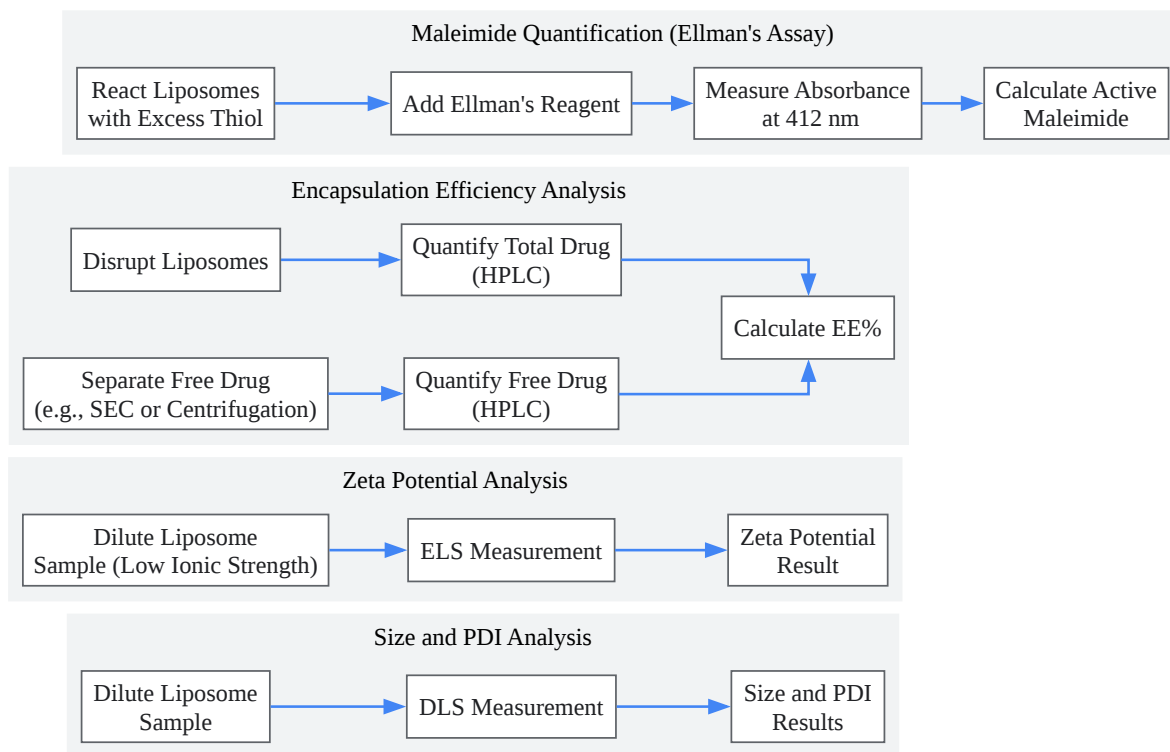 Maleimide Quantification (Ellman's Assay)
React Liposomes
with Excess Thiol
Add Ellman's Reagent
Measure Absorbance
at 412 nm
Calculate Active
Maleimide
Encapsulation Efficiency Analysis
Disrupt Liposomes
Quantify Total Drug
(HPLC)
Calculate EE%
Separate Free Drug
(e.g., SEC or Centrifugation)
Quantify Free Drug
(HPLC)
Zeta Potential Analysis
Dilute Liposome
Sample (Low Ionic Strength)
ELS Measurement
Zeta Potential
Result
Size and PDI Analysis
Dilute Liposome
Sample
DLS Measurement
Size and PDI
Results